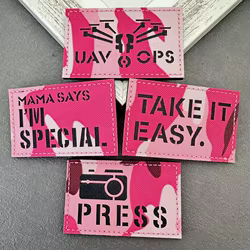 UAV OPS
MAMA SAYS
I'M
SPECIAL.
TAKE IT
EASY.
PRESS